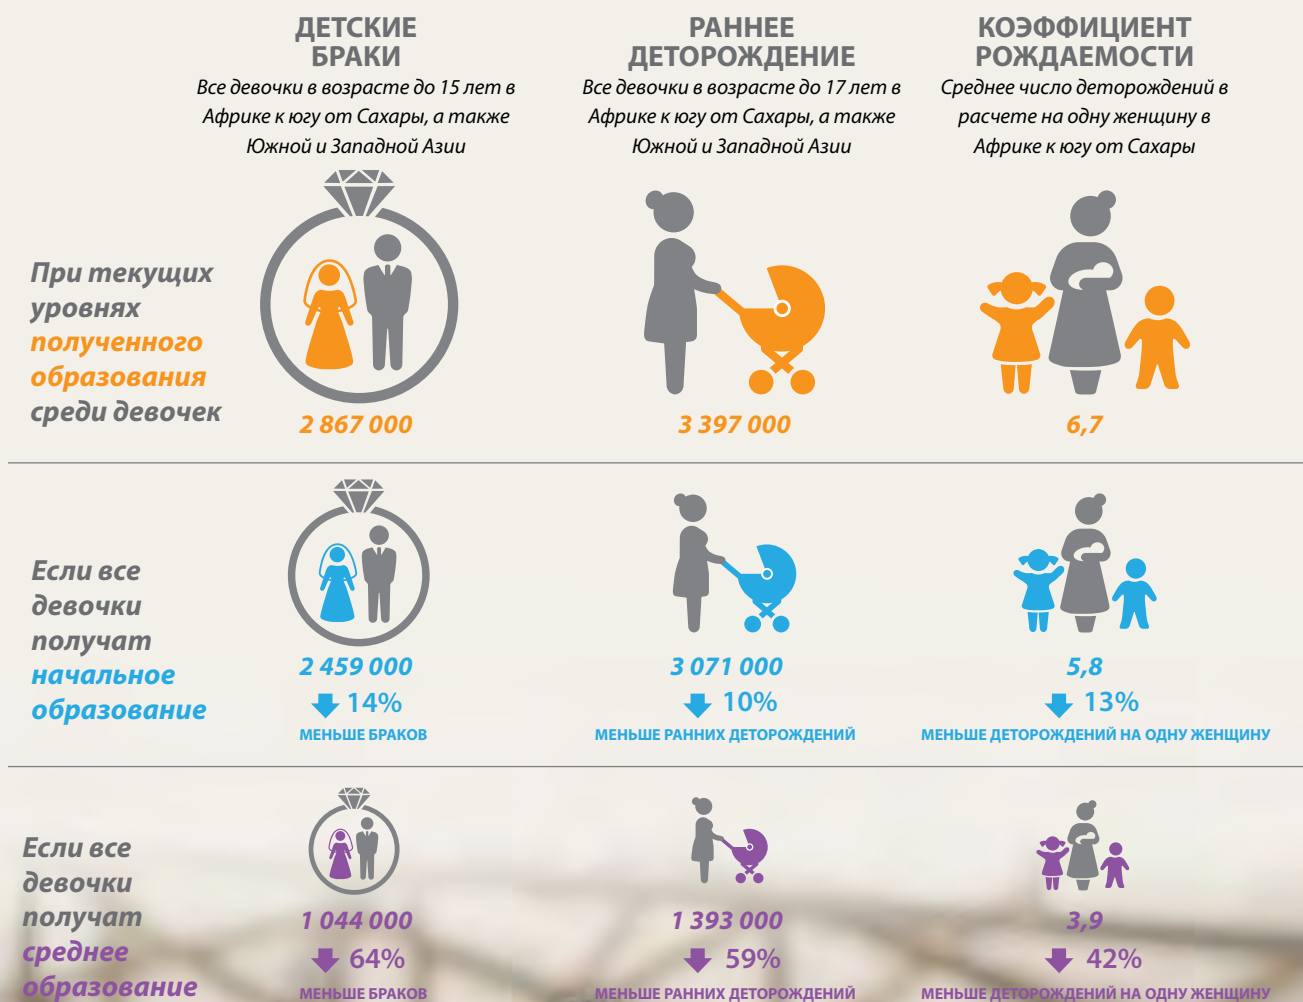 ДЕТСКИЕ
БРАКИ
Все девочки в возрасте до 15 лет в
Африке к югу от Сахары, а также
Южной и Западной Азии
РАННЕЕ
ДЕТОРОЖДЕНИЕ
Все девочки в возрасте до 17 лет в
Африке к югу от Сахары, а также
Южной и Западной Азии
КОЭФФИЦИЕНТ
РОЖДАЕМОСТИ
Среднее число деторождений в
расчете на одну женщину в
Африке к югу от Сахары
При текущих
уровнях
полученного
образования
среди девочек
2 867 000
3 397 000
6,7
Если все
девочки
получат
начальное
образование
2 459 000
14%
МЕНЬШЕ БРАКОВ
3 071 000
10%
МЕНЬШЕ РАННИХ ДЕТОРОЖДЕНИЙ
5,8
13%
МЕНЬШЕ ДЕТОРОЖДЕНИЙ НА ОДНУ ЖЕНЩИНУ
Если все
девочки
получат
среднее
образование
1 044 000
64%
МЕНЬШЕ БРАКОВ
1 393 000
59%
МЕНЬШЕ РАННИХ ДЕТОРОЖДЕНИЙ
3,9
42%
МЕНЬШЕ ДЕТОРОЖДЕНИЙ НА ОДНУ ЖЕНЩИНУ